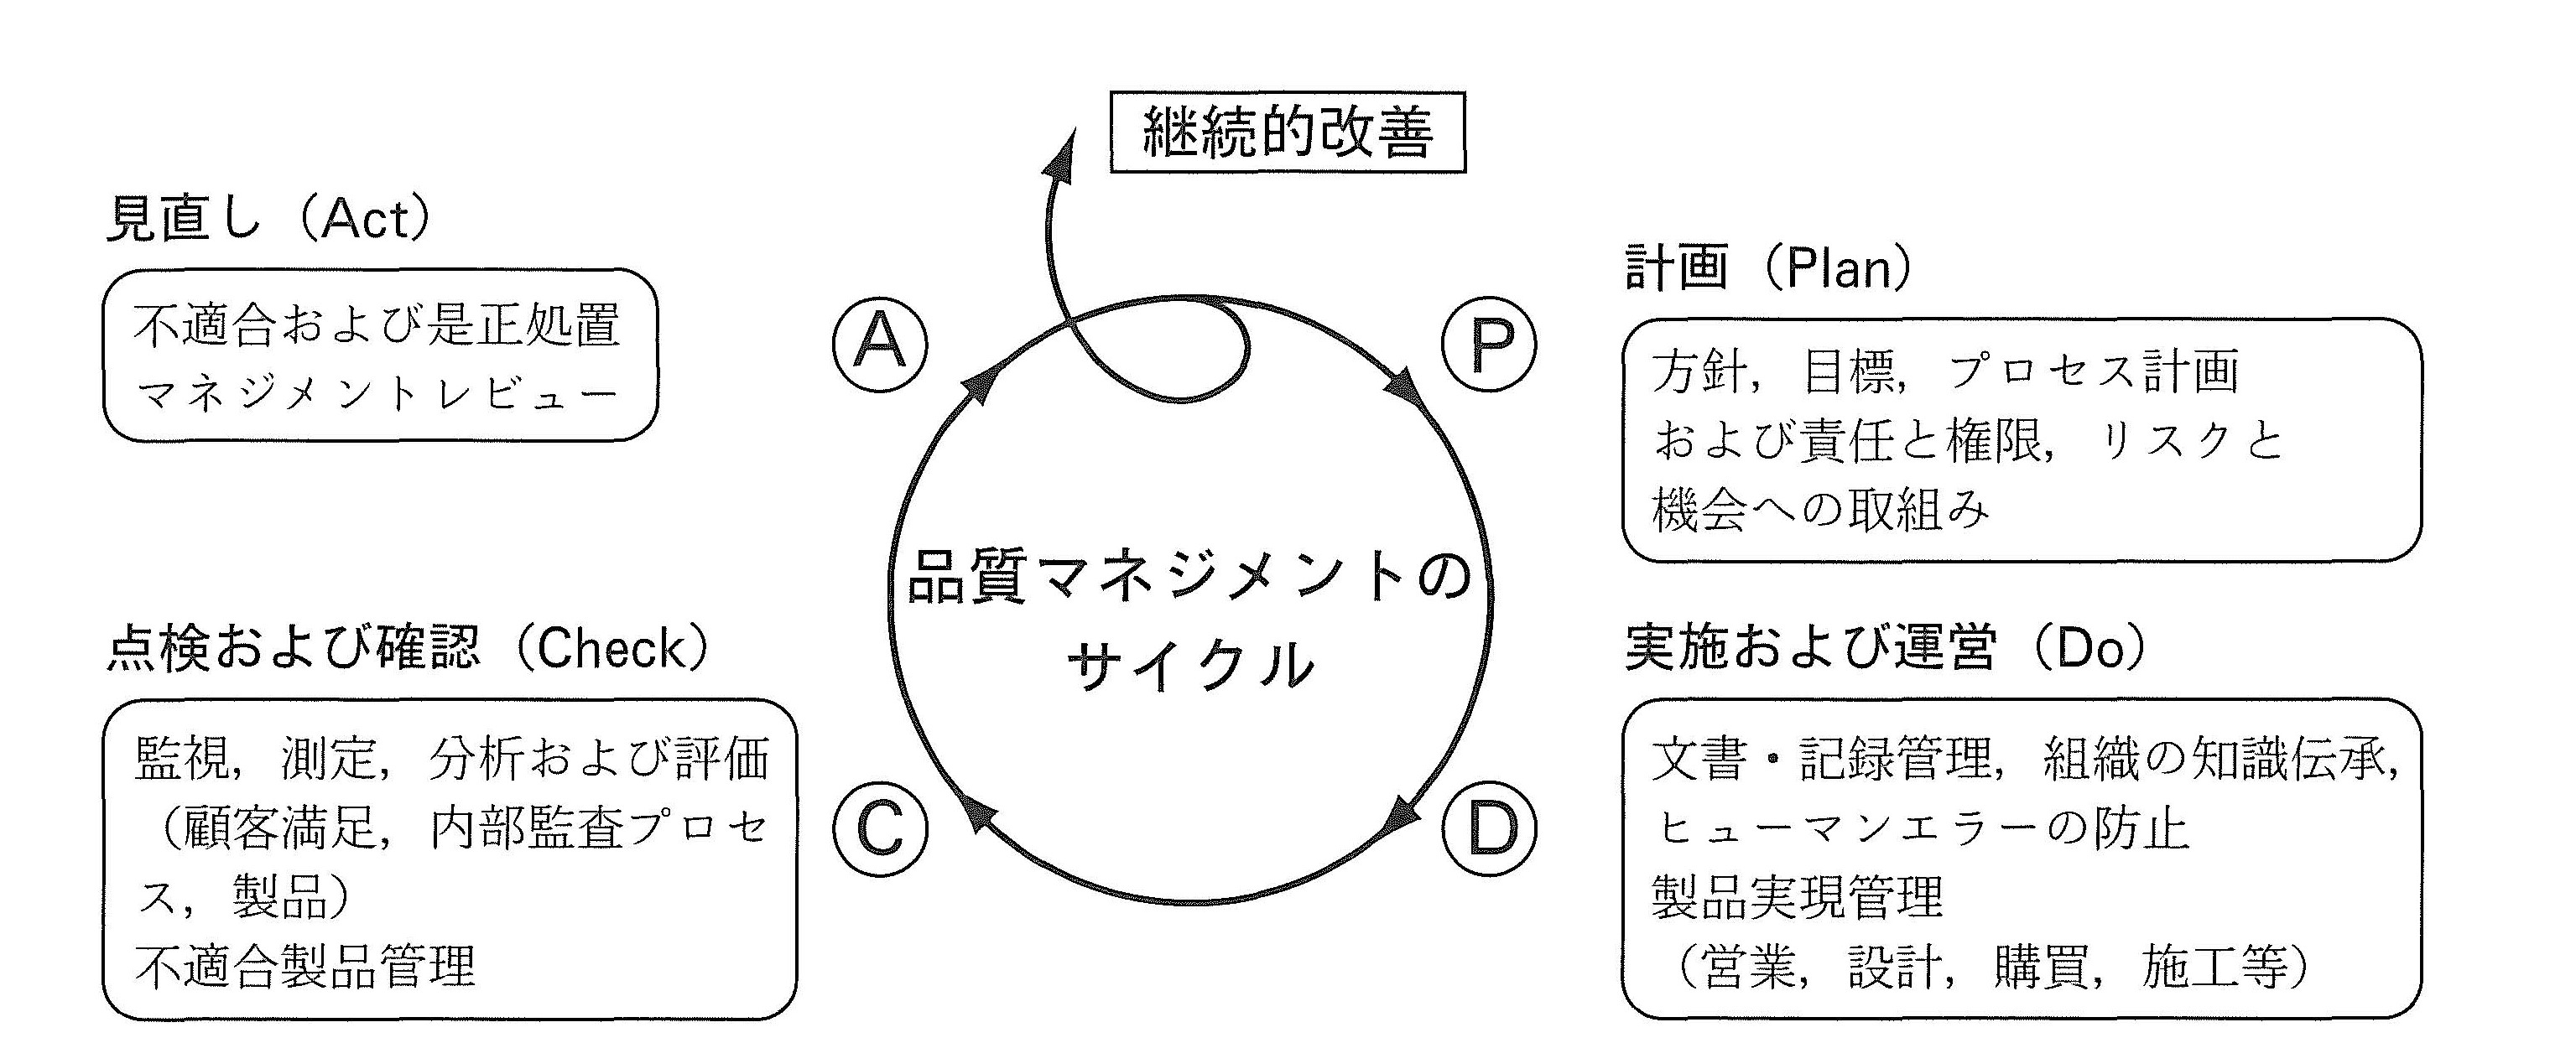 継続的改善
見直し（Act）
不適合および是正処置
マネジメントレビュー
計画（Plan）
方針，目標，プロセス計画
および責任と権限，リスクと
機会への取組み
A
P
品質マネジメントの
サイクル
点検および確認（Check）
監視，測定，分析および評価
（顧客満足，内部監査プロセ
ス，製品）
不適合製品管理
実施および運営（Do）
文書・記録管理，組織の知識伝承，
ヒューマンエラーの防止
製品実現管理
（営業，設計，購買，施工等）
C
D